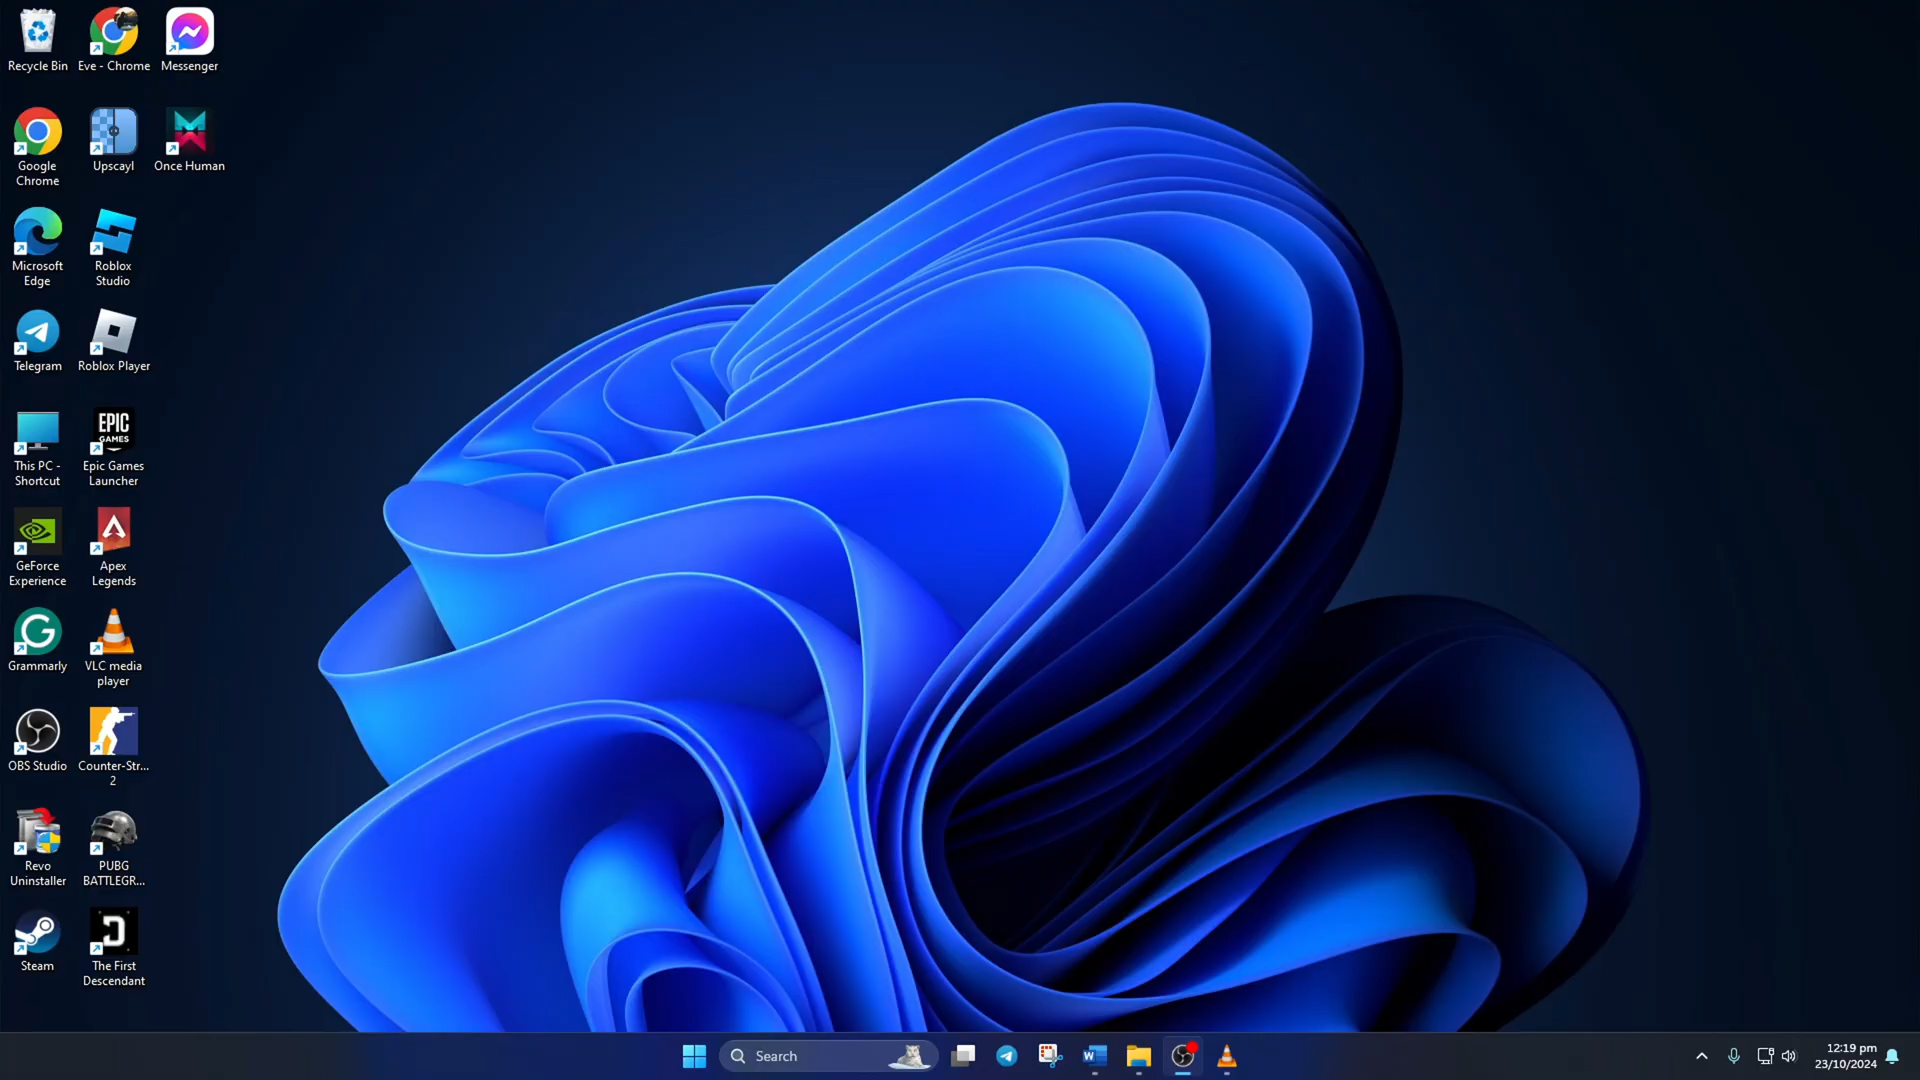 Recycle Bin
Eve - Chrome
Messenger
Google
Chrome
Upscayl
Once Human
Microsoft
Edge
Roblox
Studio
Telegram
Roblox Player
This PC -
Shortcut
EPIC
GAMES
Epic Games
Launcher
GeForce
Experience
Apex
Legends
Grammarly
VLC media
player
OBS Studio
Counter-Str...
2
Revo
Uninstaller
PUBG
BATTLEGR...
Steam
The First
Descendant
Search
12:19 pm
23/10/2024